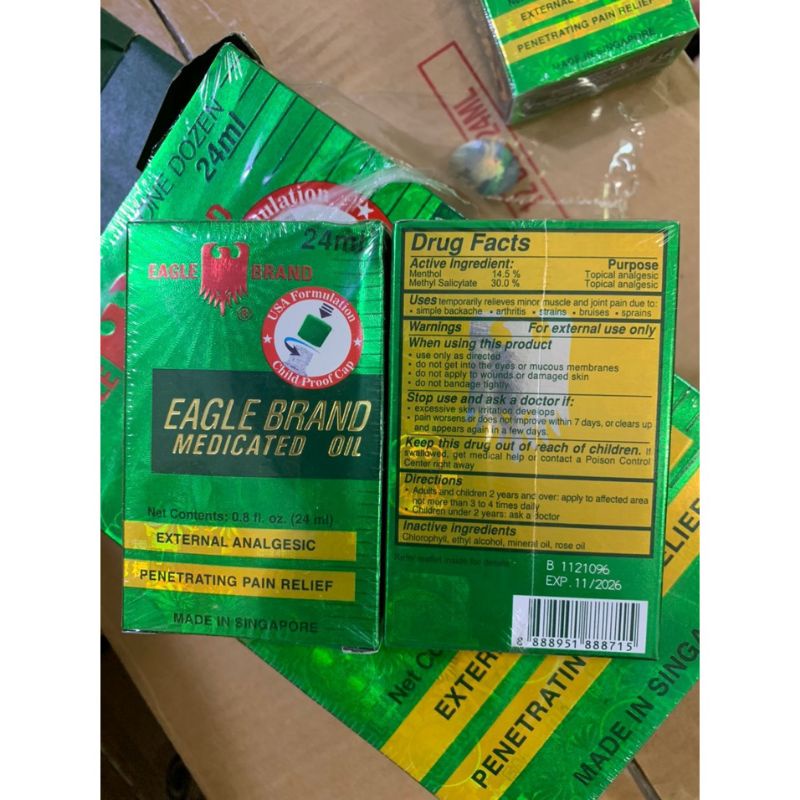 EXTERNAL
PENETRATING PAIN RELIEF
MADE IN SINGAPORE
24ML
ONE DOZEN
24ml
24ml
EAGLE BRAND
®
USA Formulation
Child Proof Cap
EAGLE BRAND
MEDICATED OIL
Net Contents: 0.8 fl. oz. (24 ml)
EXTERNAL ANALGESIC
PENETRATING PAIN RELIEF
MADE IN SINGAPORE
Drug Facts
Active Ingredient: Purpose
Menthol 14.5 % Topical analgesic
Methyl Salicylate 30.0 % Topical analgesic
Uses temporarily relieves minor muscle and joint pain due to:
• simple backache • arthritis • strains • bruises • sprains
Warnings For external use only
When using this product
• use only as directed
• do not get into the eyes or mucous membranes
• do not apply to wounds or damaged skin
• do not bandage tightly
Stop use and ask a doctor if:
• excessive skin irritation develops
• pain worsens or does not improve within 7 days, or clears up
and appears again in a few days.
Keep this drug out of reach of children. If
swallowed, get medical help or contact a Poison Control
Center right away
Directions
• Adults and children 2 years and over: apply to affected area
not more than 3 to 4 times daily
• Children under 2 years: ask a doctor
Inactive ingredients
Chlorophyll, ethyl alcohol, mineral oil, rose oil
Refer leaflet inside for details
B 1121096
EXP. 11/2026
8 888951 888715
Net
EXTER
PENETRATIN
MADE IN SINGA